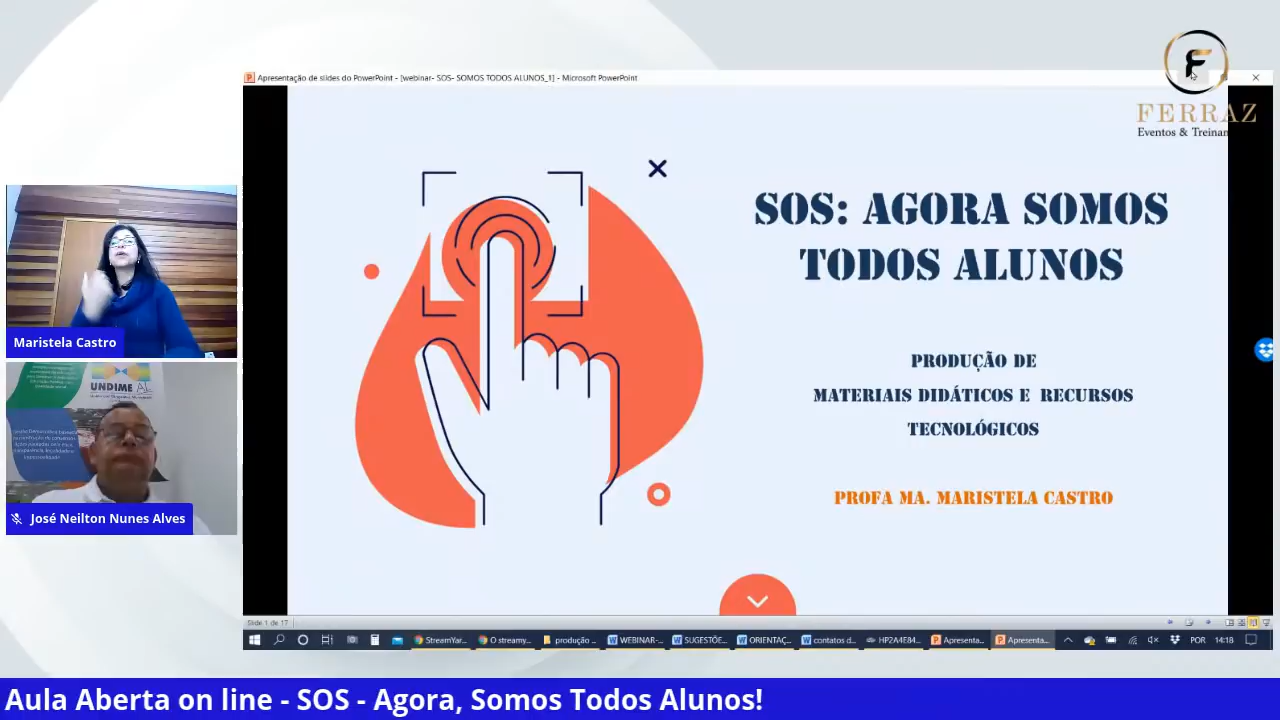 FERRAZ
Eventos & Treinam
Apresentação de slides do PowerPoint - [webinar- SOS- SOMOS TODOS ALUNOS_1] - Microsoft PowerPoint
SOS: AGORA SOMOS
TODOS ALUNOS
PRODUÇÃO DE
MATERIAIS DIDÁTICOS E RECURSOS
TECNOLÓGICOS
PROFA MA. MARISTELA CASTRO
Maristela Castro
UNDIME AL
José Neilton Nunes Alves
Slide 1 de 17
StreamYar... O streamy... produção ... WEBINAR-... SUGESTÕE... ORIENTAÇ... contatos d... HP2A4E84... Apresenta... Apresenta... POR 14:18
Aula Aberta on line - SOS - Agora, Somos Todos Alunos!